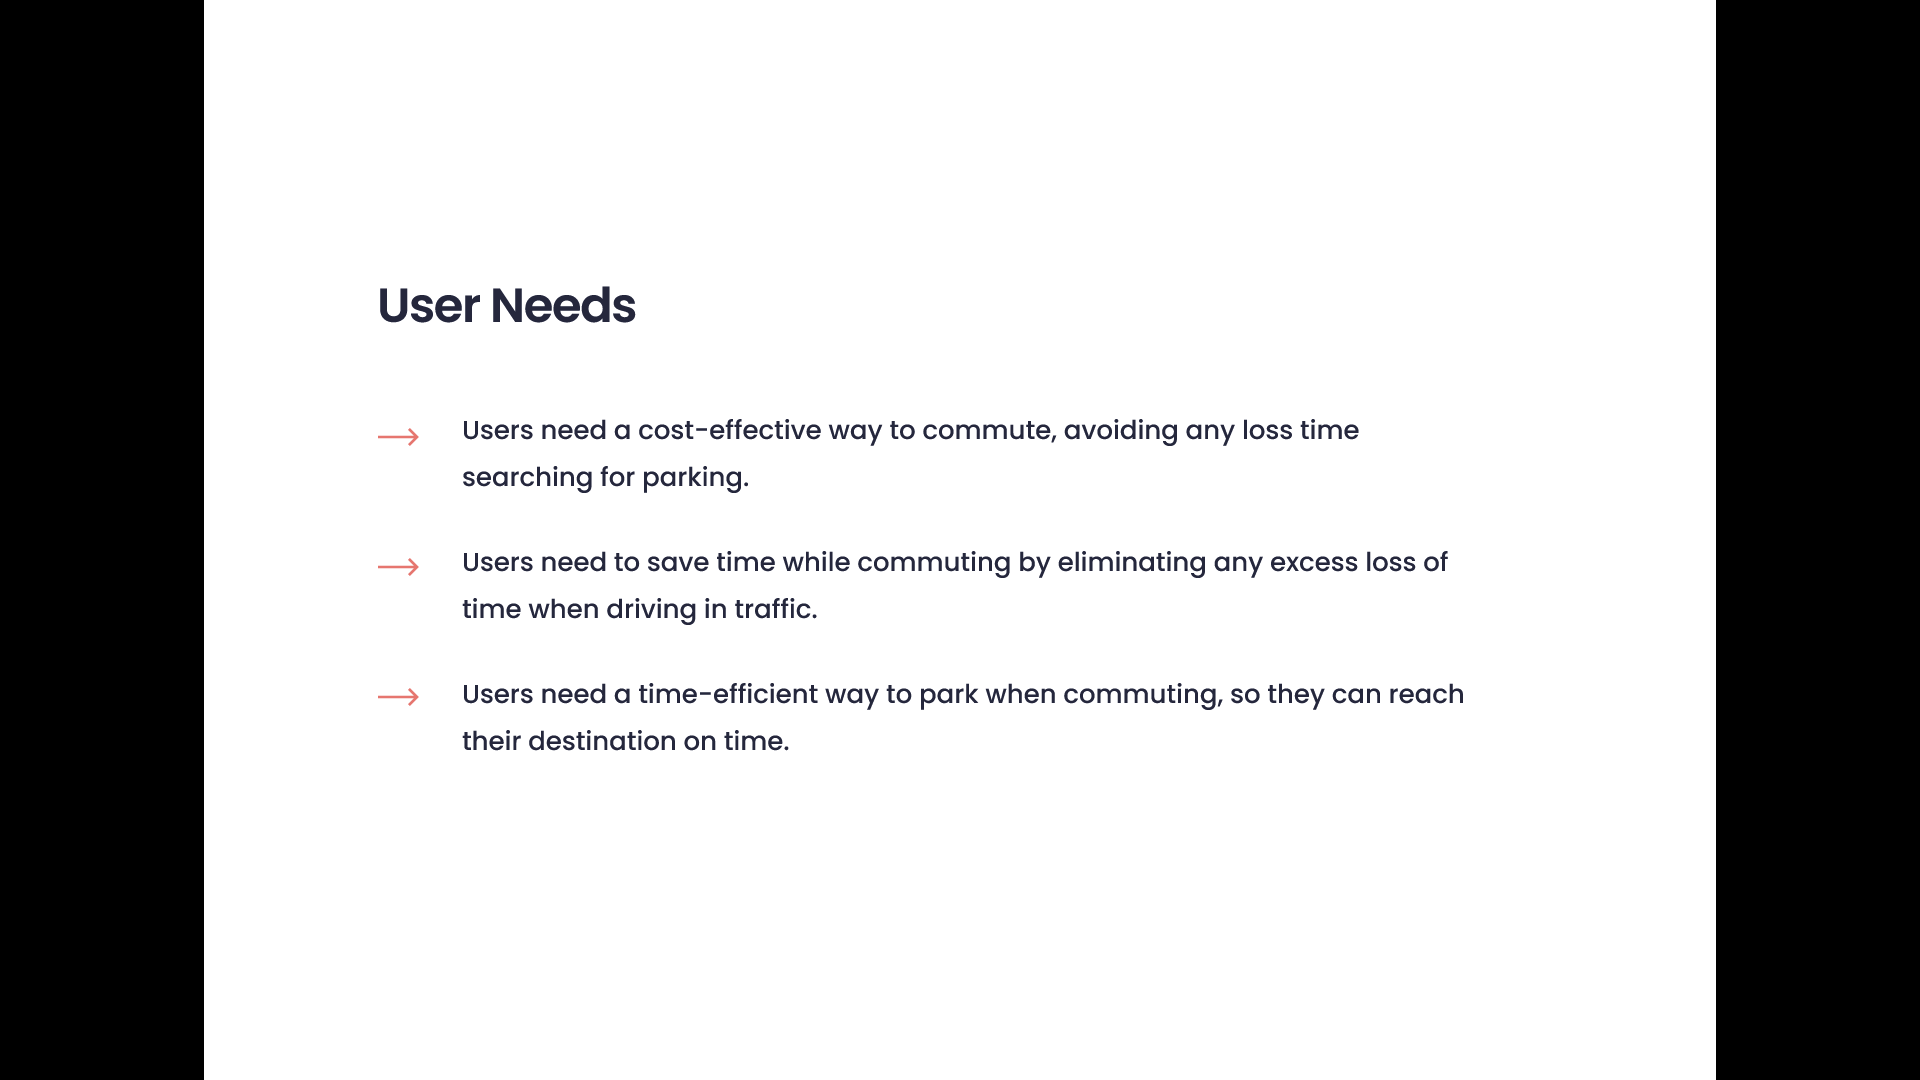 User Needs
Users need a cost-effective way to commute, avoiding any loss time
searching for parking.
Users need to save time while commuting by eliminating any excess loss of
time when driving in traffic.
Users need a time-efficient way to park when commuting, so they can reach
their destination on time.